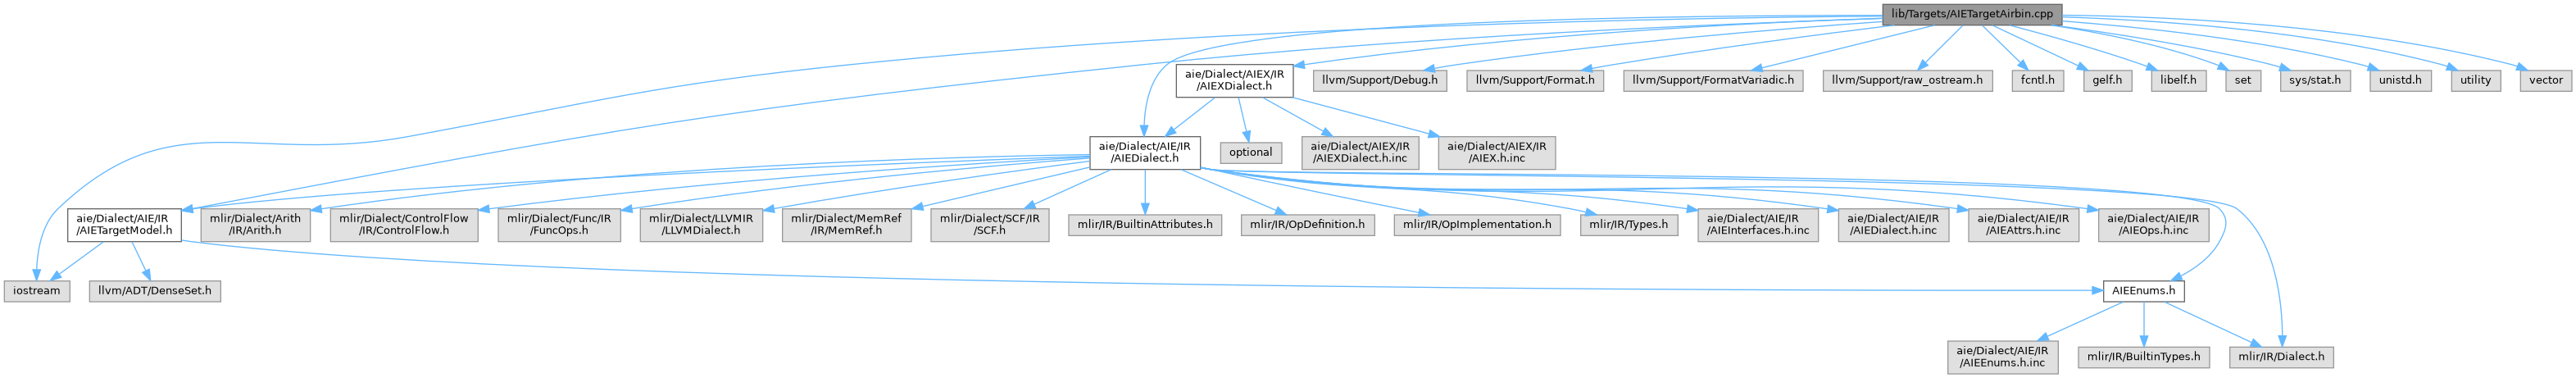 lib/Targets/AIETargetAirbin.cpp
aie/Dialect/AIEX/IR
/AIEXDialect.h
llvm/Support/Debug.h
llvm/Support/Format.h
llvm/Support/FormatVariadic.h
llvm/Support/raw_ostream.h
fcntl.h
gelf.h
libelf.h
set
sys/stat.h
unistd.h
utility
vector
aie/Dialect/AIE/IR
/AIEDialect.h
optional
aie/Dialect/AIEX/IR
/AIEXDialect.h.inc
aie/Dialect/AIEX/IR
/AIEX.h.inc
aie/Dialect/AIE/IR
/AIETargetModel.h
mlir/Dialect/Arith
/IR/Arith.h
mlir/Dialect/ControlFlow
/IR/ControlFlow.h
mlir/Dialect/Func/IR
/FuncOps.h
mlir/Dialect/LLVMIR
/LLVMDialect.h
mlir/Dialect/MemRef
/IR/MemRef.h
mlir/Dialect/SCF/IR
/SCF.h
mlir/IR/BuiltinAttributes.h
mlir/IR/OpDefinition.h
mlir/IR/OpImplementation.h
mlir/IR/Types.h
aie/Dialect/AIE/IR
/AIEInterfaces.h.inc
aie/Dialect/AIE/IR
/AIEDialect.h.inc
aie/Dialect/AIE/IR
/AIEAttrs.h.inc
aie/Dialect/AIE/IR
/AIEOps.h.inc
iostream
llvm/ADT/DenseSet.h
AIEEnums.h
aie/Dialect/AIE/IR
/AIEEnums.h.inc
mlir/IR/BuiltinTypes.h
mlir/IR/Dialect.h